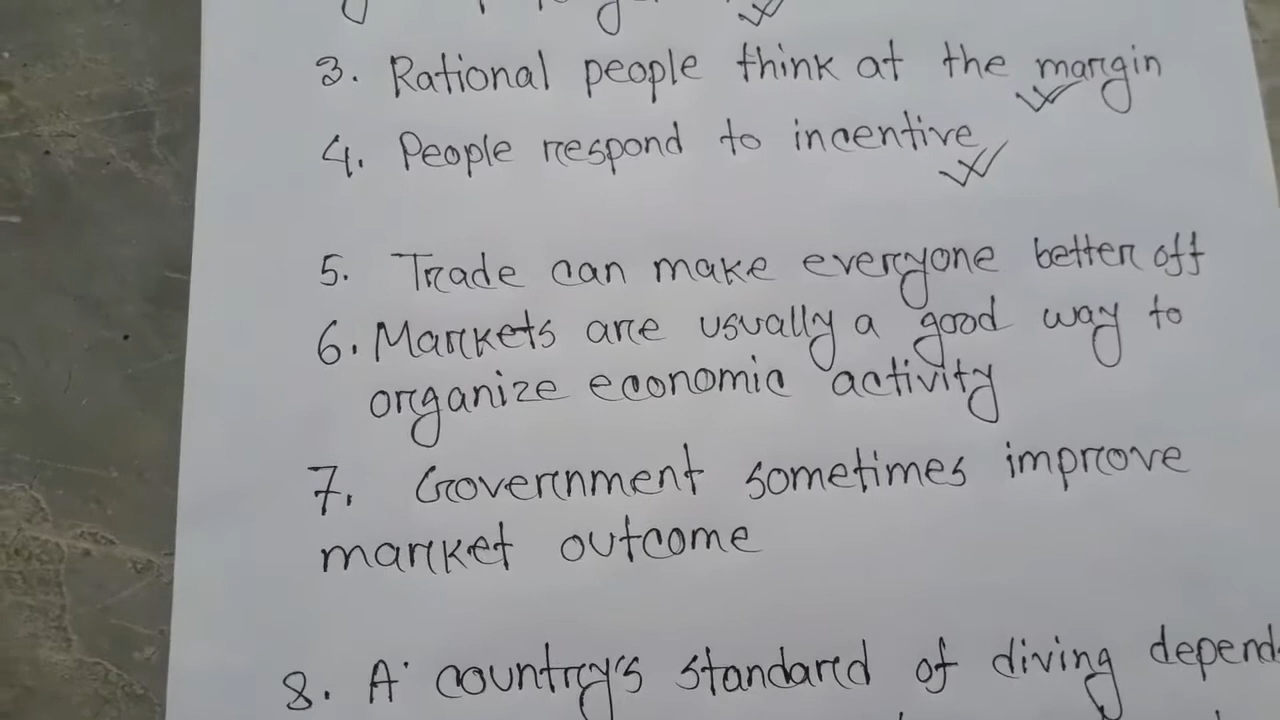 3. Rational people think at the margin
4. People respond to incentive
5. Trade can make everyone better off
6. Markets are usually a good way to
organize economic activity
7. Government sometimes improve
market outcome
8. A country's standard of diving depend